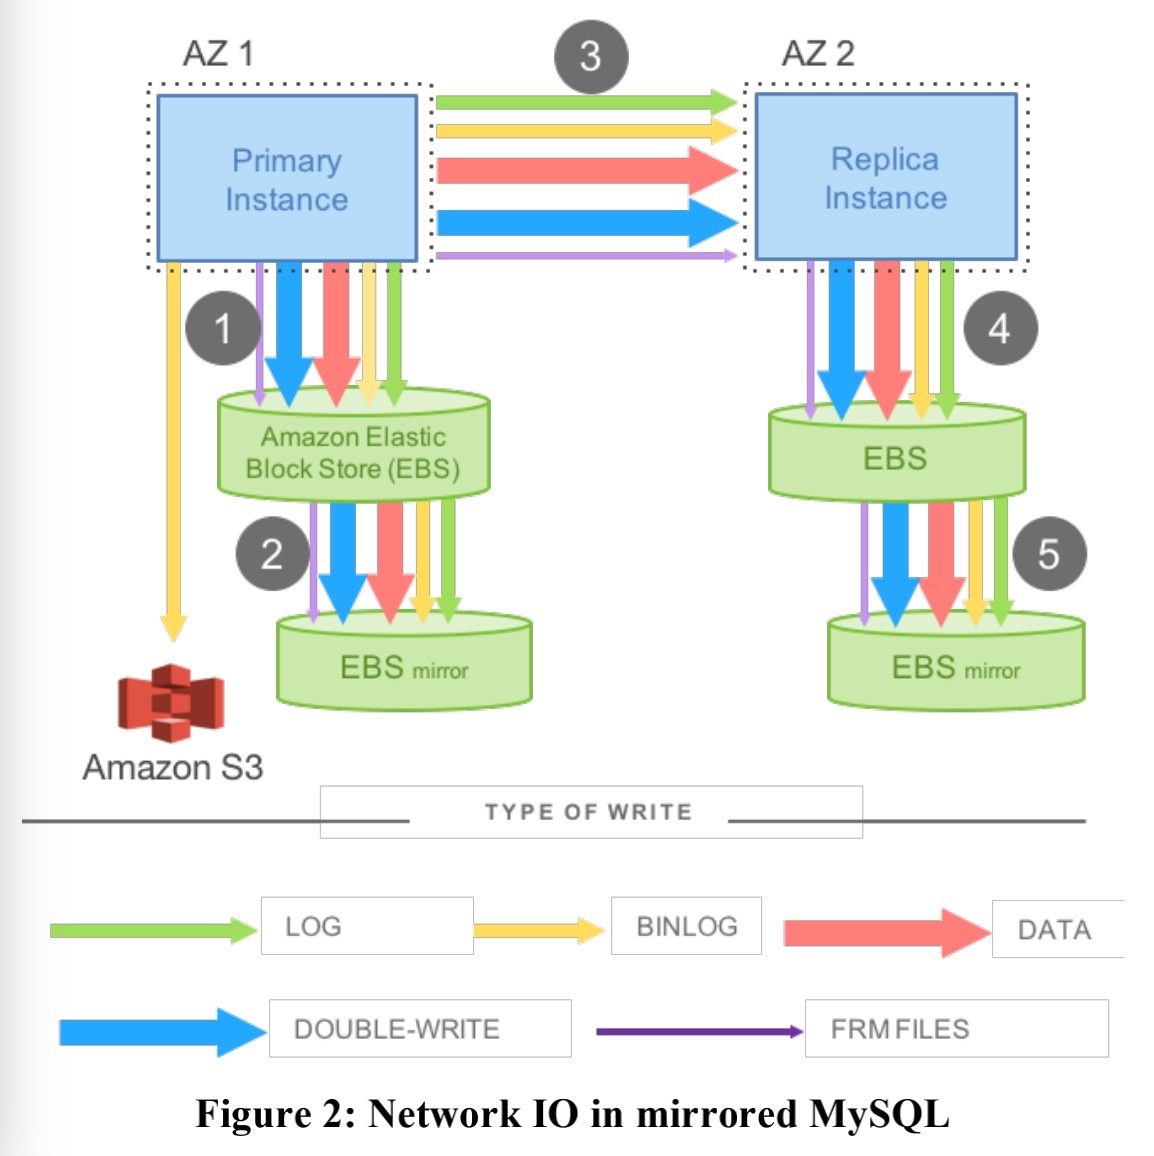 AZ 1
3
AZ 2
Primary
Instance
Replica
Instance
1
4
Amazon Elastic
Block Store (EBS)
EBS
2
5
EBS mirror
EBS mirror
Amazon S3
TYPE OF WRITE
LOG
BINLOG
DATA
DOUBLE-WRITE
FRM FILES
Figure 2: Network IO in mirrored MySQL